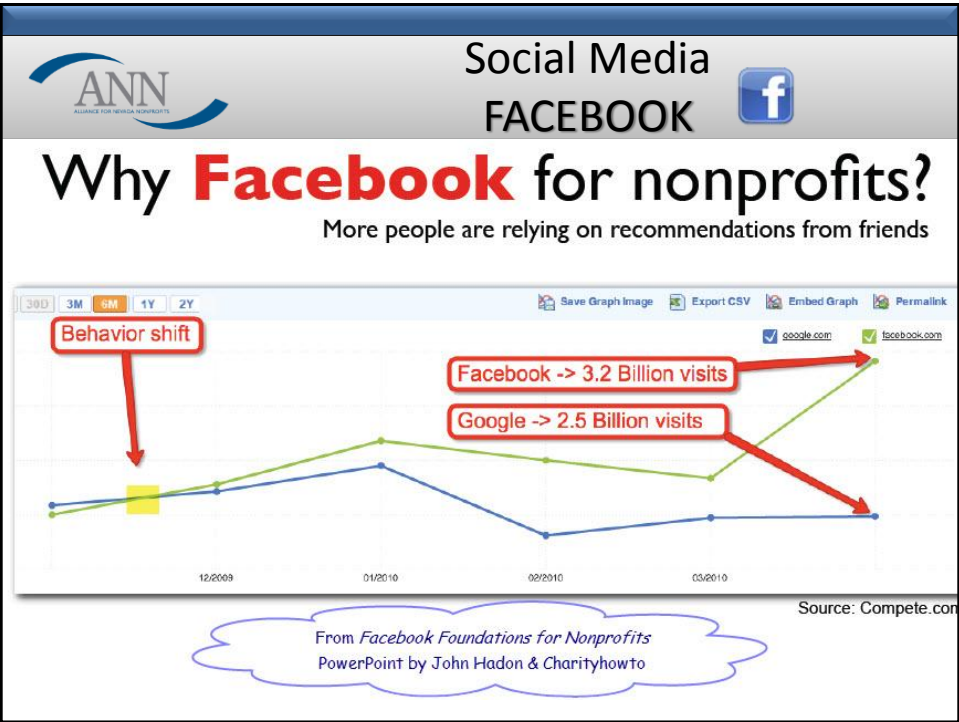 ANN
ALLIANCE FOR NEVADA NONPROFITS
Social Media
FACEBOOK
f
Why Facebook for nonprofits?
More people are relying on recommendations from friends
30D 3M 6M 1Y 2Y
Save Graph Image Export CSV Embed Graph Permalink
Behavior shift
google.com facebook.com
Facebook -> 3.2 Billion visits
Google -> 2.5 Billion visits
12/2009 01/2010 02/2010 03/2010
Source: Compete.com
From Facebook Foundations for Nonprofits
PowerPoint by John Hadon & Charityhowto